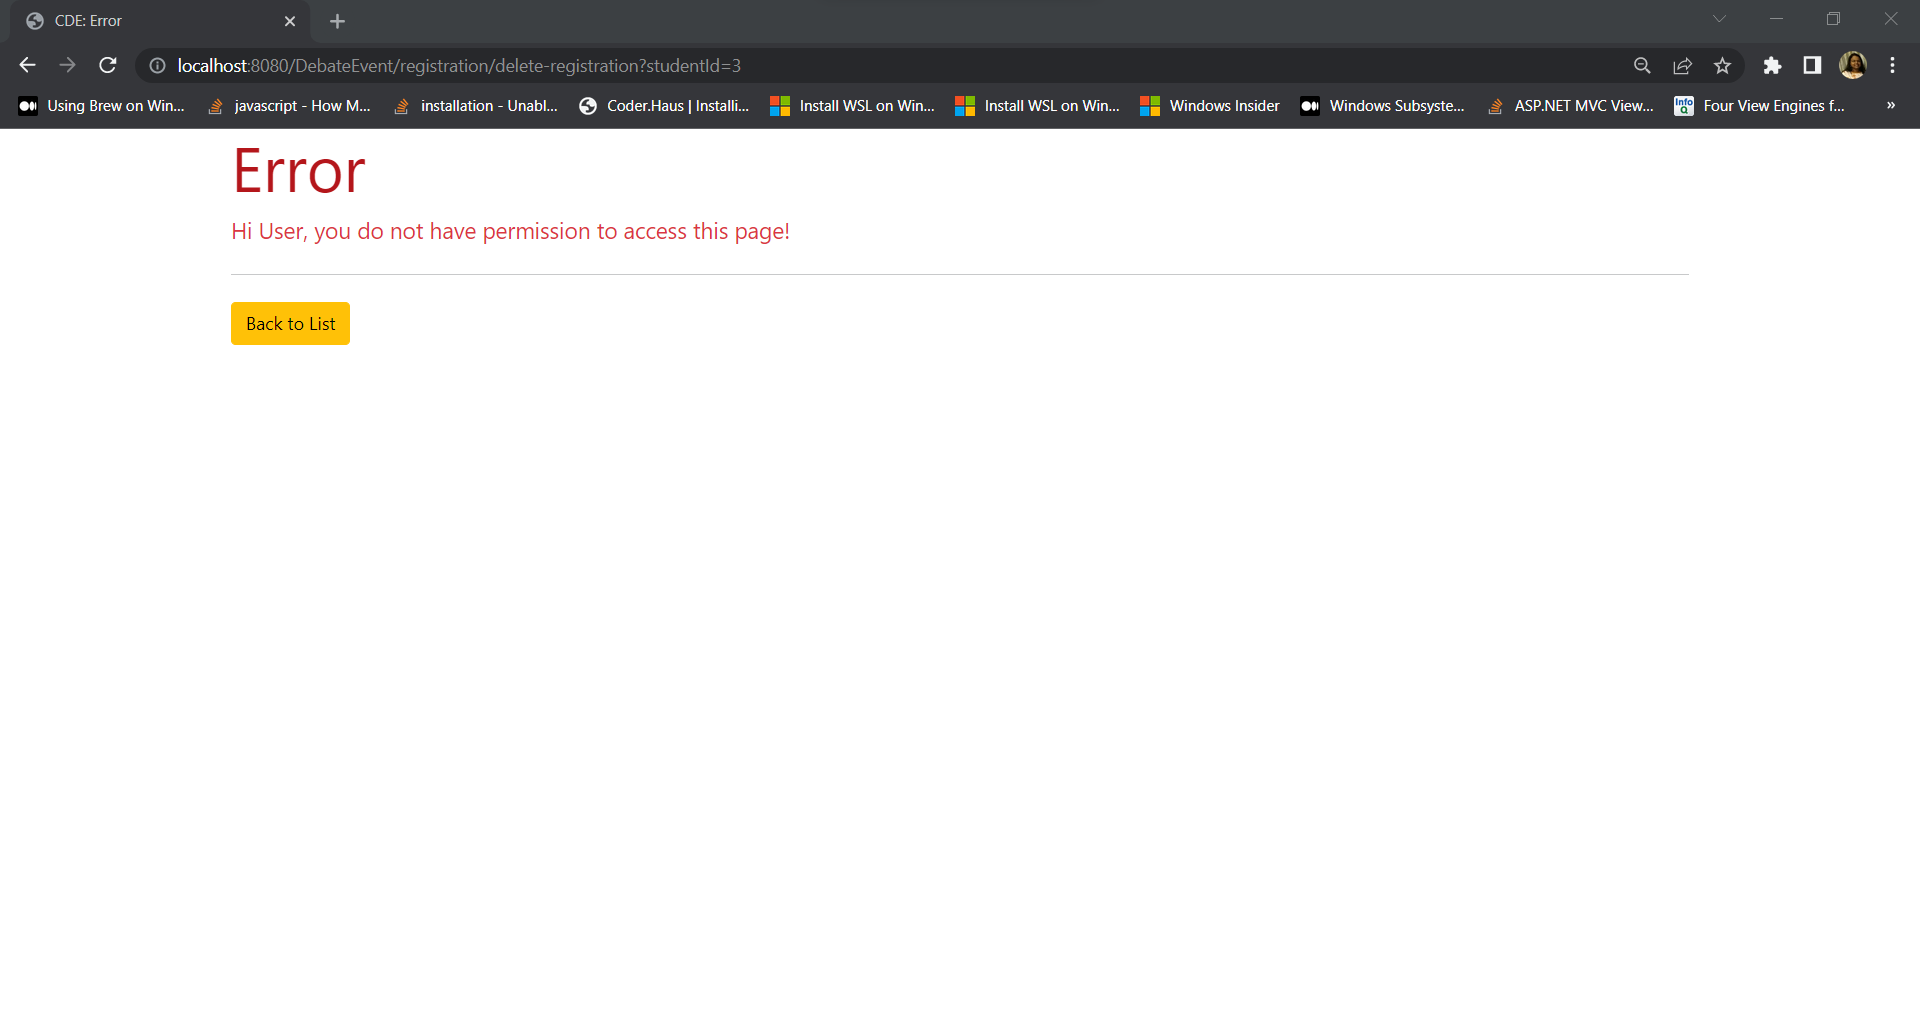 CDE: Error
localhost:8080/DebateEvent/registration/delete-registration?studentId=3
Using Brew on Win... javascript - How M... installation - Unabl... Coder.Haus | Installi... Install WSL on Win... Install WSL on Win... Windows Insider Windows Subsyste... ASP.NET MVC View... Info Q Four View Engines f... »
Error
Hi User, you do not have permission to access this page!
Back to List